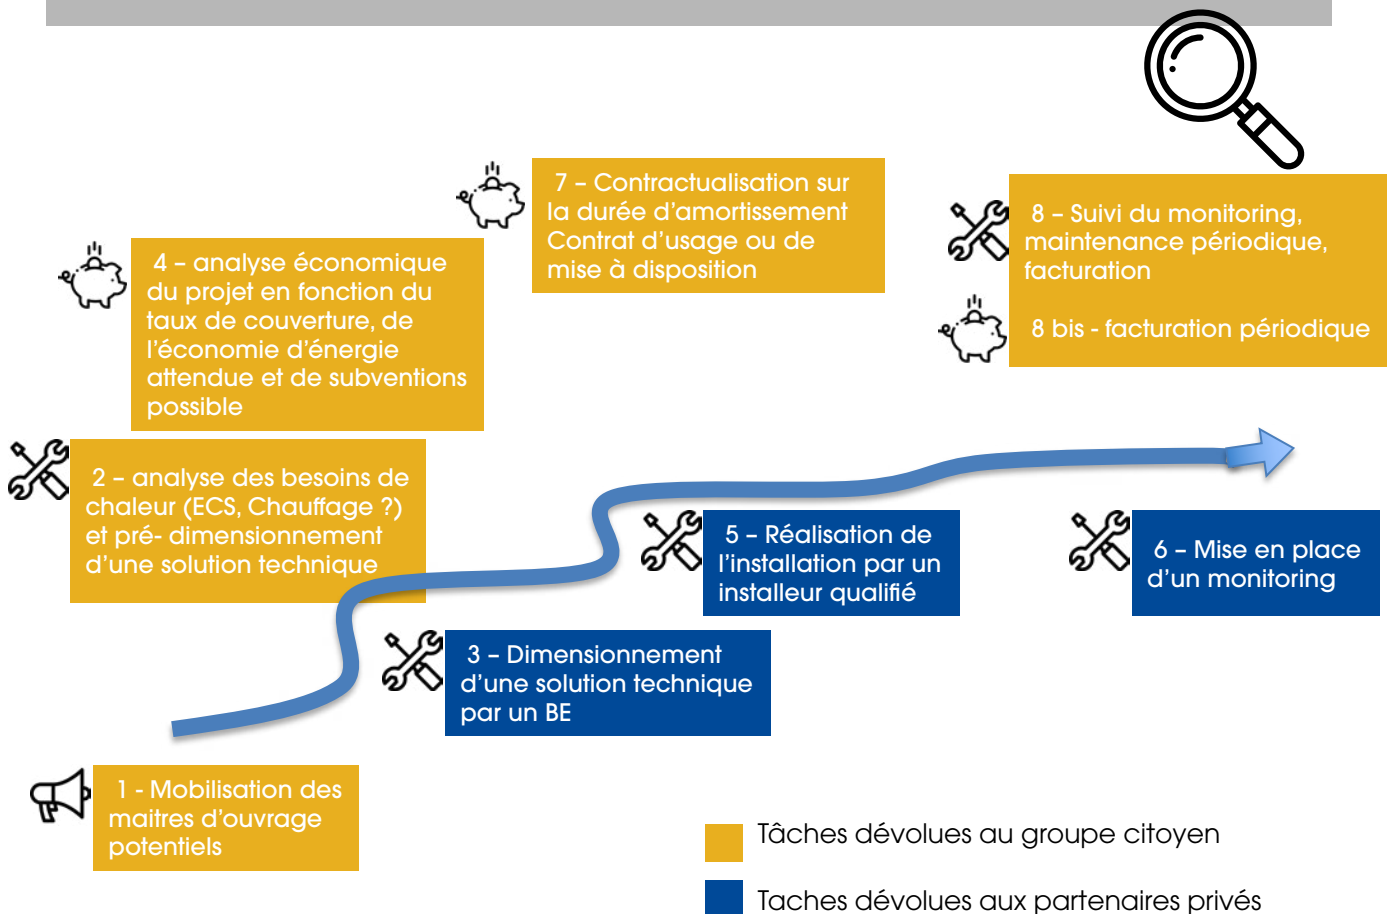 7 – Contractualisation sur
la durée d'amortissement
Contrat d'usage ou de
mise à disposition
8 – Suivi du monitoring,
maintenance périodique,
facturation
8 bis - facturation périodique
4 – analyse économique
du projet en fonction du
taux de couverture, de
l'économie d'énergie
attendue et de subventions
possible
2 – analyse des besoins de
chaleur (ECS, Chauffage ?)
et pré- dimensionnement
d'une solution technique
5 – Réalisation de
l'installation par un
installeur qualifié
6 – Mise en place
d'un monitoring
3 – Dimensionnement
d'une solution technique
par un BE
1 - Mobilisation des
maitres d'ouvrage
potentiels
Tâches dévolues au groupe citoyen
Taches dévolues aux partenaires privés